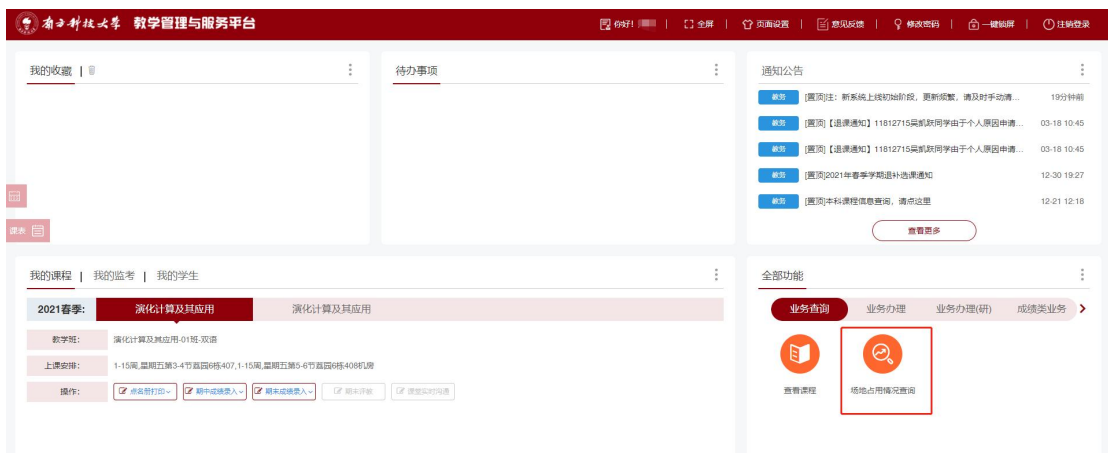 南方科技大学 教学管理与服务平台
你好! | 全屏 | 页面设置 | 意见反馈 | 修改密码 | 一键锁屏 | 注销登录
我的收藏 |
待办事项
通知公告
教务 [置顶]注：新系统上线初始阶段，更新频繁，请及时手动清... 19分钟前
教务 [置顶]【退课通知】11812715吴凯跃同学由于个人原因申请... 03-18 10:45
教务 [置顶]【退课通知】11812715吴凯跃同学由于个人原因申请... 03-18 10:45
教务 [置顶]2021年春季学期退补选课通知 12-30 19:27
教务 [置顶]本科课程信息查询，请点这里 12-21 12:18
课表
查看更多
我的课程 | 我的监考 | 我的学生
2021春季: 演化计算及其应用 演化计算及其应用
教学班: 演化计算及其应用-01班-双语
上课安排: 1-15周,星期五第3-4节荔园6栋407,1-15周,星期五第5-6节荔园6栋408机房
操作: 点名册打印 期中成绩录入 期末成绩录入 期末评教 课堂实时沟通
全部功能
业务查询 业务办理 业务办理(研) 成绩类业务
查看课程 场地占用情况查询